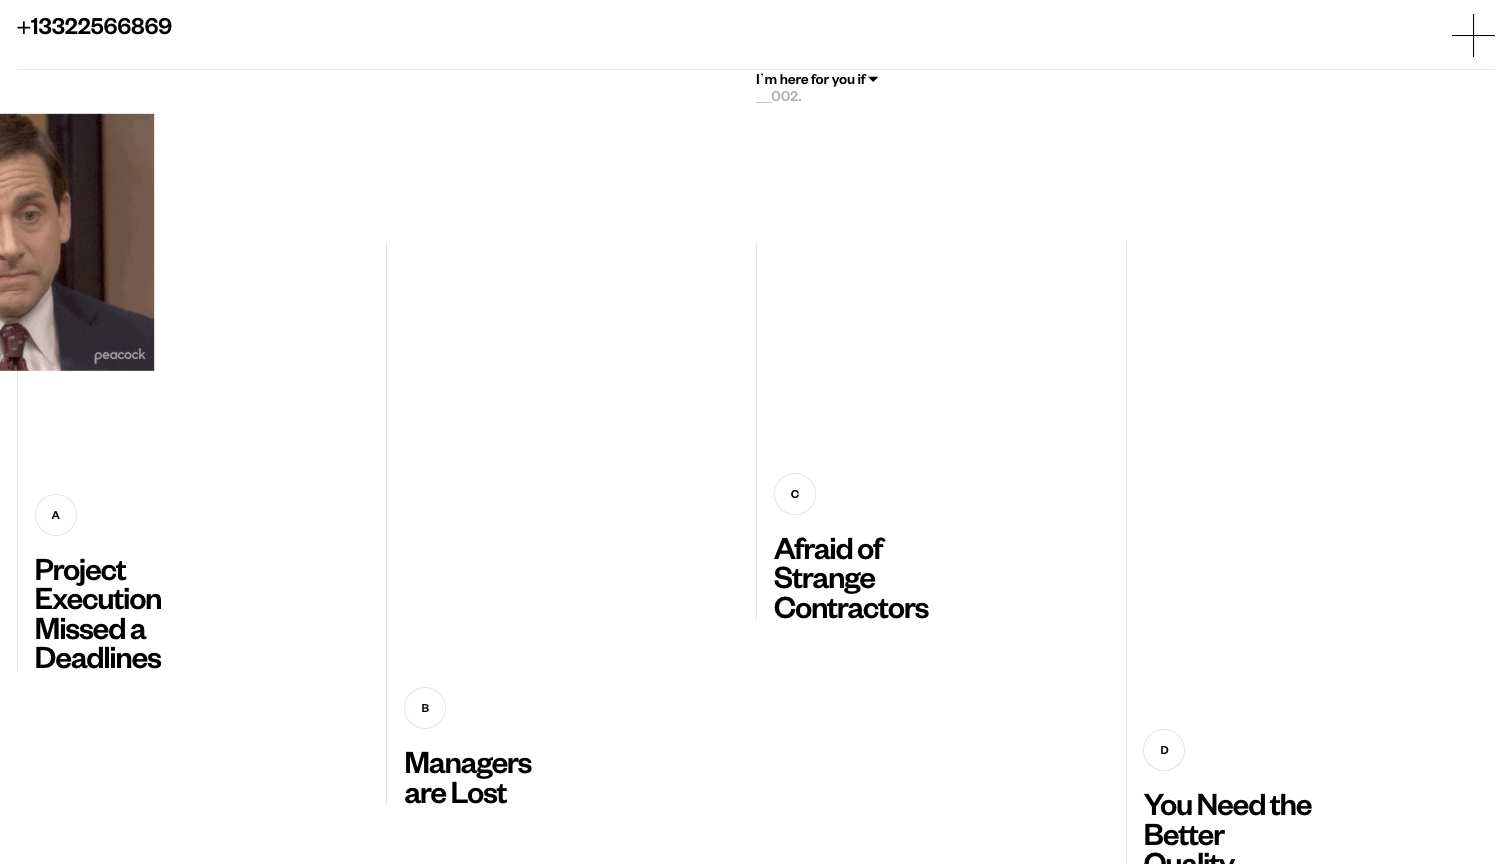 +13322566869
I`m here for you if
__002.
peacock
A
Project
Execution
Missed a
Deadlines
B
Managers
are Lost
C
Afraid of
Strange
Contractors
D
You Need the
Better
Quality